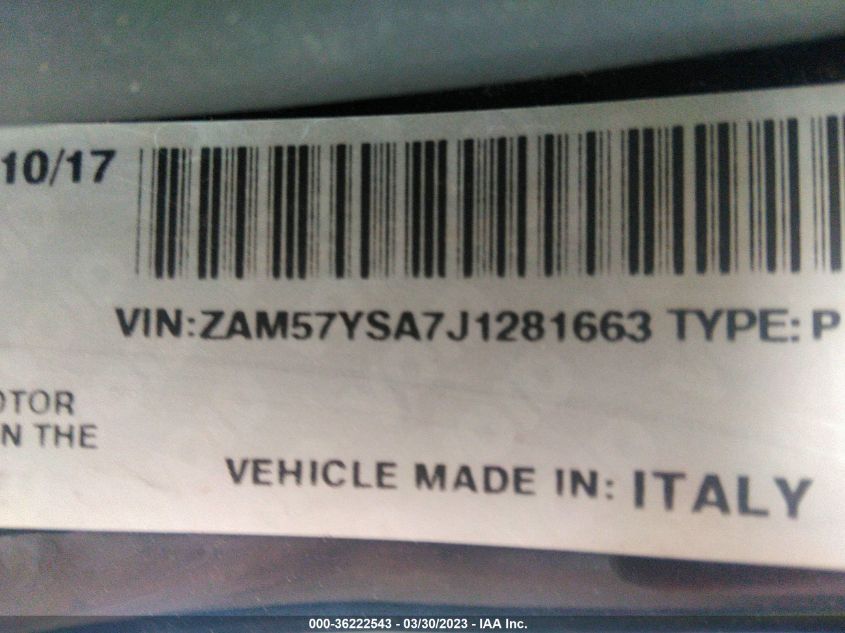 10/17
VIN:ZAM57YSA7J1281663 TYPE: P
OTOR
N THE
VEHICLE MADE IN: ITALY
000-36222543 - 03/30/2023 - IAA Inc.